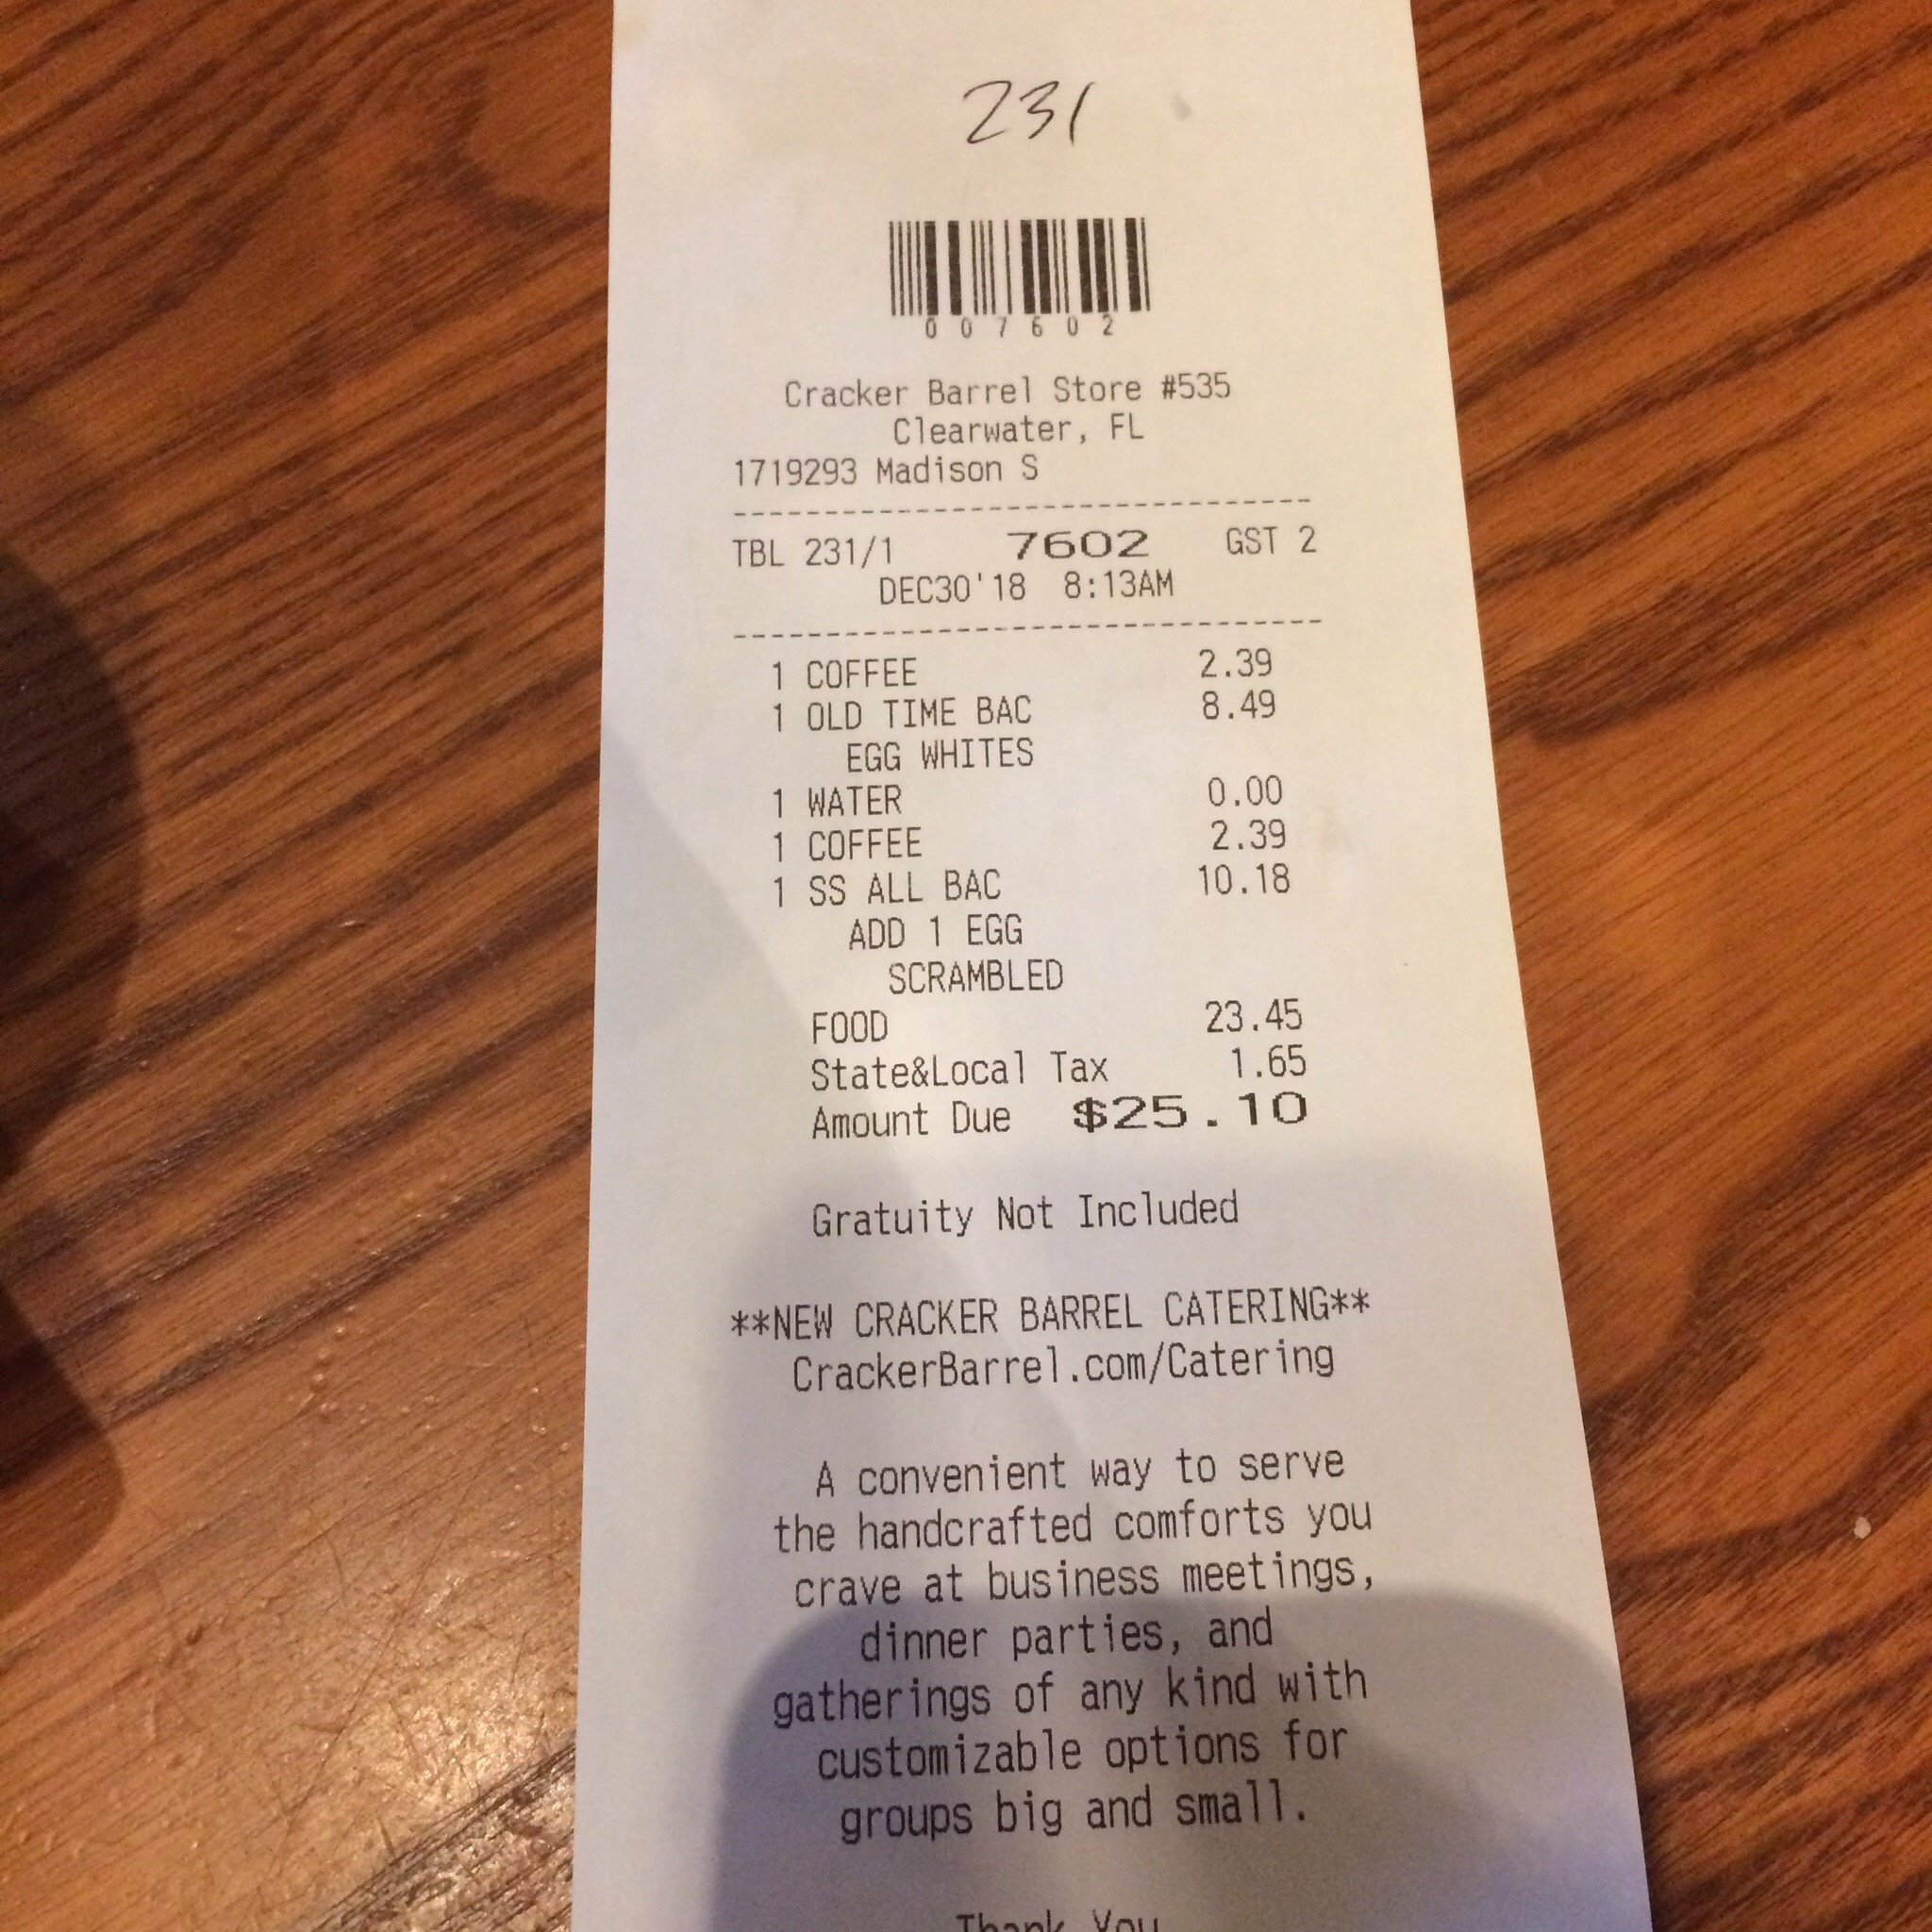 231
007602
Cracker Barrel Store #535
Clearwater, FL
1719293 Madison S
TBL 231/1 7602 GST 2
DEC30'18 8:13AM
1 COFFEE 2.39
1 OLD TIME BAC 8.49
EGG WHITES
1 WATER 0.00
1 COFFEE 2.39
1 SS ALL BAC 10.18
ADD 1 EGG
SCRAMBLED
FOOD 23.45
State&Local Tax 1.65
Amount Due $25.10
Gratuity Not Included
**NEW CRACKER BARREL CATERING**
CrackerBarrel.com/Catering
A convenient way to serve
the handcrafted comforts you
crave at business meetings,
dinner parties, and
gatherings of any kind with
customizable options for
groups big and small.
Thank You